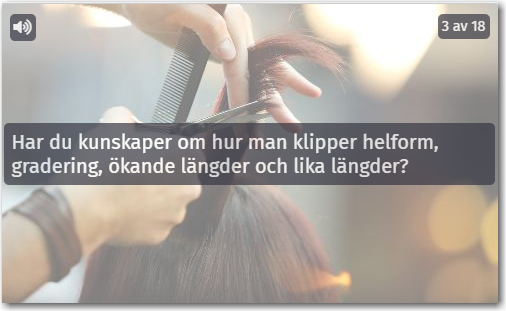 3 av 18
Har du kunskaper om hur man klipper helform,
gradering, ökande längder och lika längder?